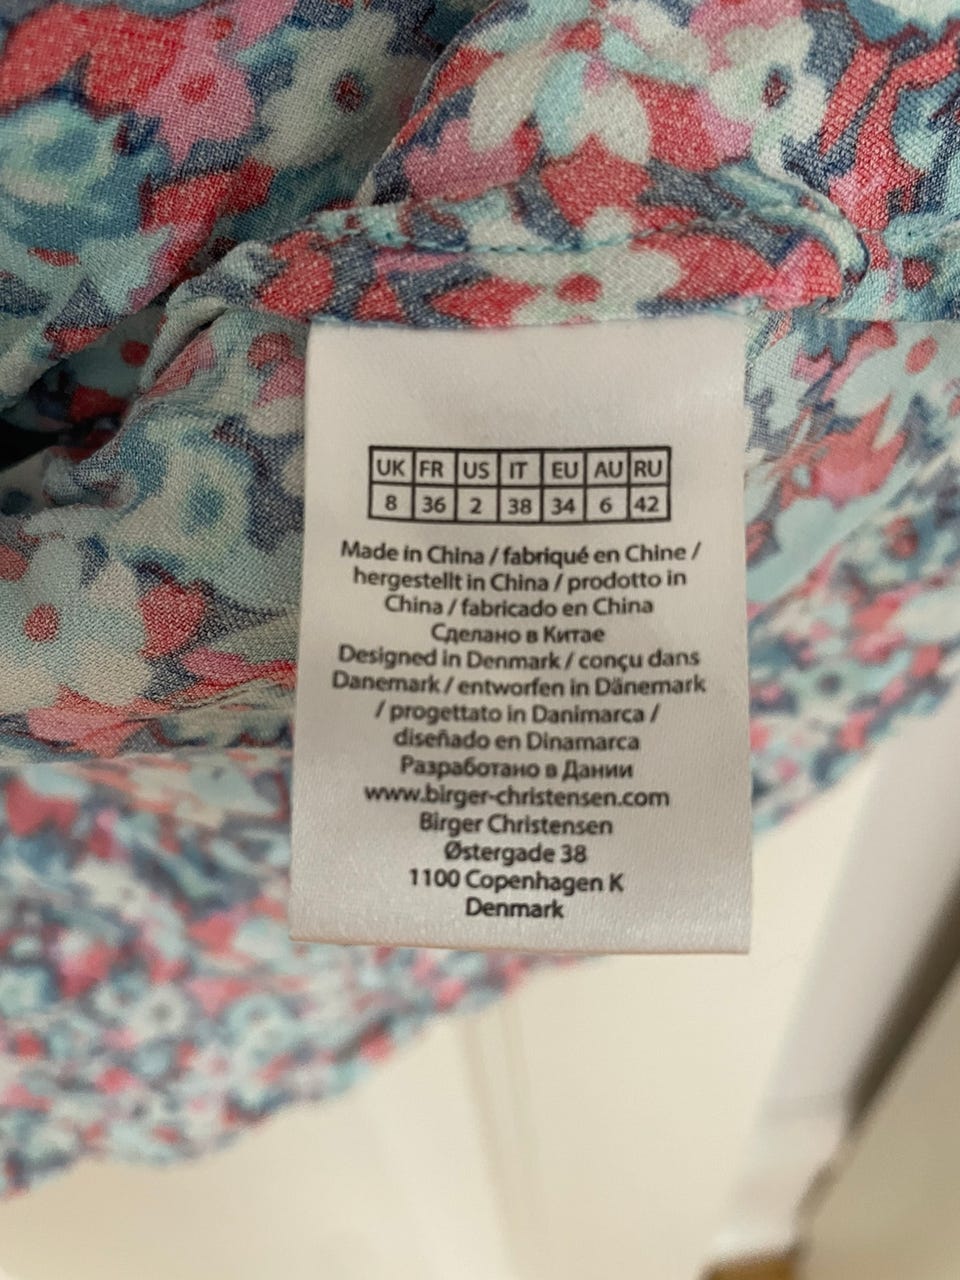 UK FR US IT EU AU RU
8 36 2 38 34 6 42
Made in China / fabriqué en Chine /
hergestellt in China / prodotto in
China / fabricado en China
Сделано в Китае
Designed in Denmark / conçu dans
Danemark / entworfen in Dänemark
/ progettato in Danimarca /
diseñado en Dinamarca
Разработано в Дании
www.birger-christensen.com
Birger Christensen
Østergade 38
1100 Copenhagen K
Denmark